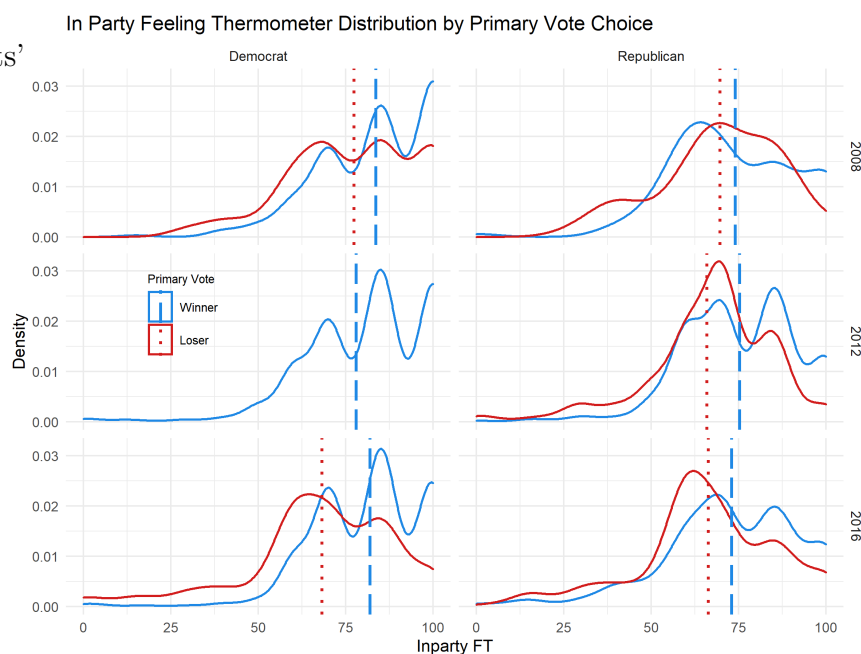 In Party Feeling Thermometer Distribution by Primary Vote Choice
ts'
Democrat Republican
0.03
0.02
0.01
0.00
2008
0.03
0.02
0.01
0.00
2012
Primary Vote
Winner
Loser
Density
0.03
0.02
0.01
0.00
2016
0 25 50 75 100 0 25 50 75 100
Inparty FT